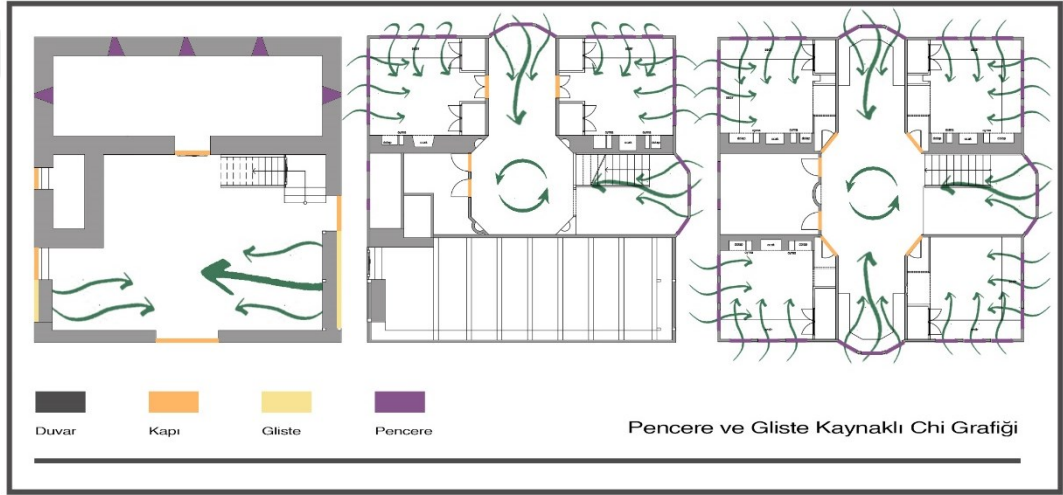 Duvar
Kapı
Gliste
Pencere
Pencere ve Gliste Kaynaklı Chi Grafiği